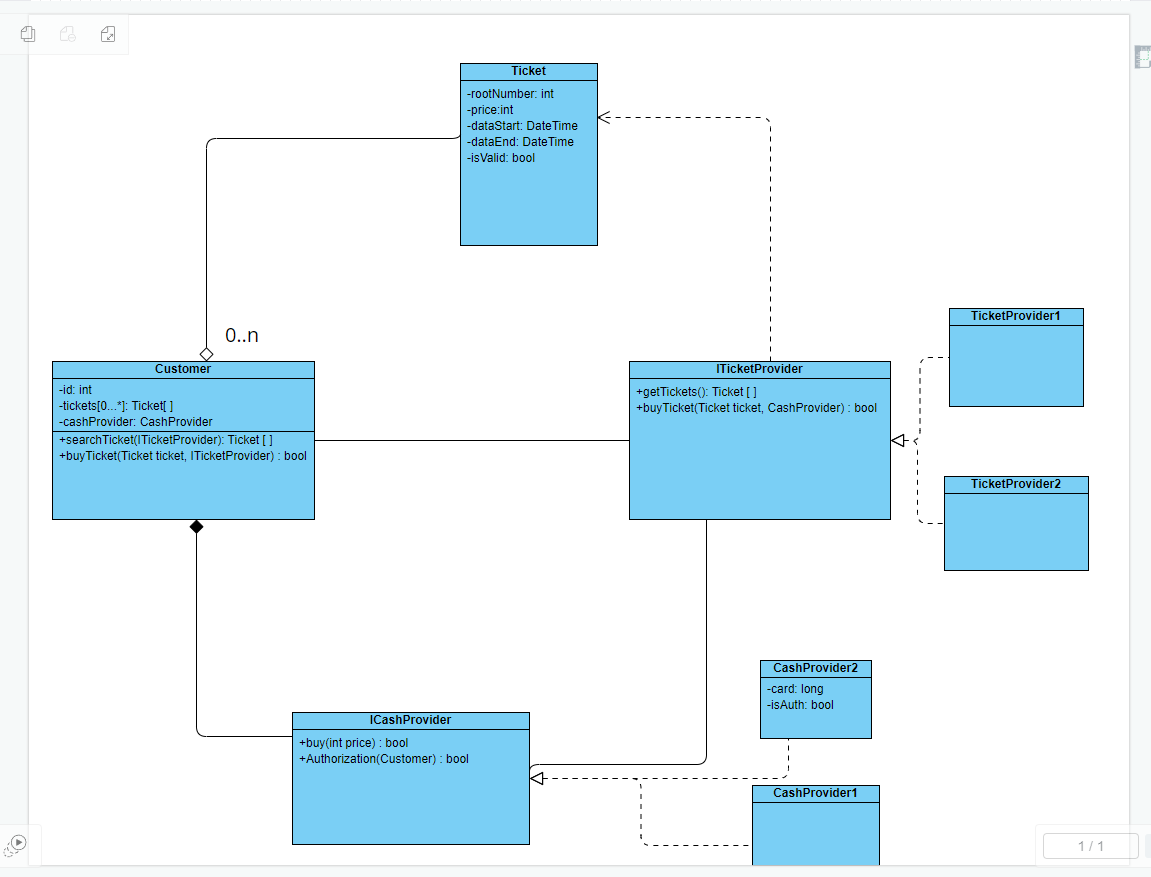 Ticket
-rootNumber: int
-price:int
-dataStart: DateTime
-dataEnd: DateTime
-isValid: bool
0..n
Customer
-id: int
-tickets[0...*]: Ticket[ ]
-cashProvider: CashProvider
+searchTicket(ITicketProvider): Ticket [ ]
+buyTicket(Ticket ticket, ITicketProvider) : bool
ITicketProvider
+getTickets(): Ticket [ ]
+buyTicket(Ticket ticket, CashProvider) : bool
TicketProvider1
TicketProvider2
CashProvider2
-card: long
-isAuth: bool
ICashProvider
+buy(int price) : bool
+Authorization(Customer) : bool
CashProvider1
1 / 1